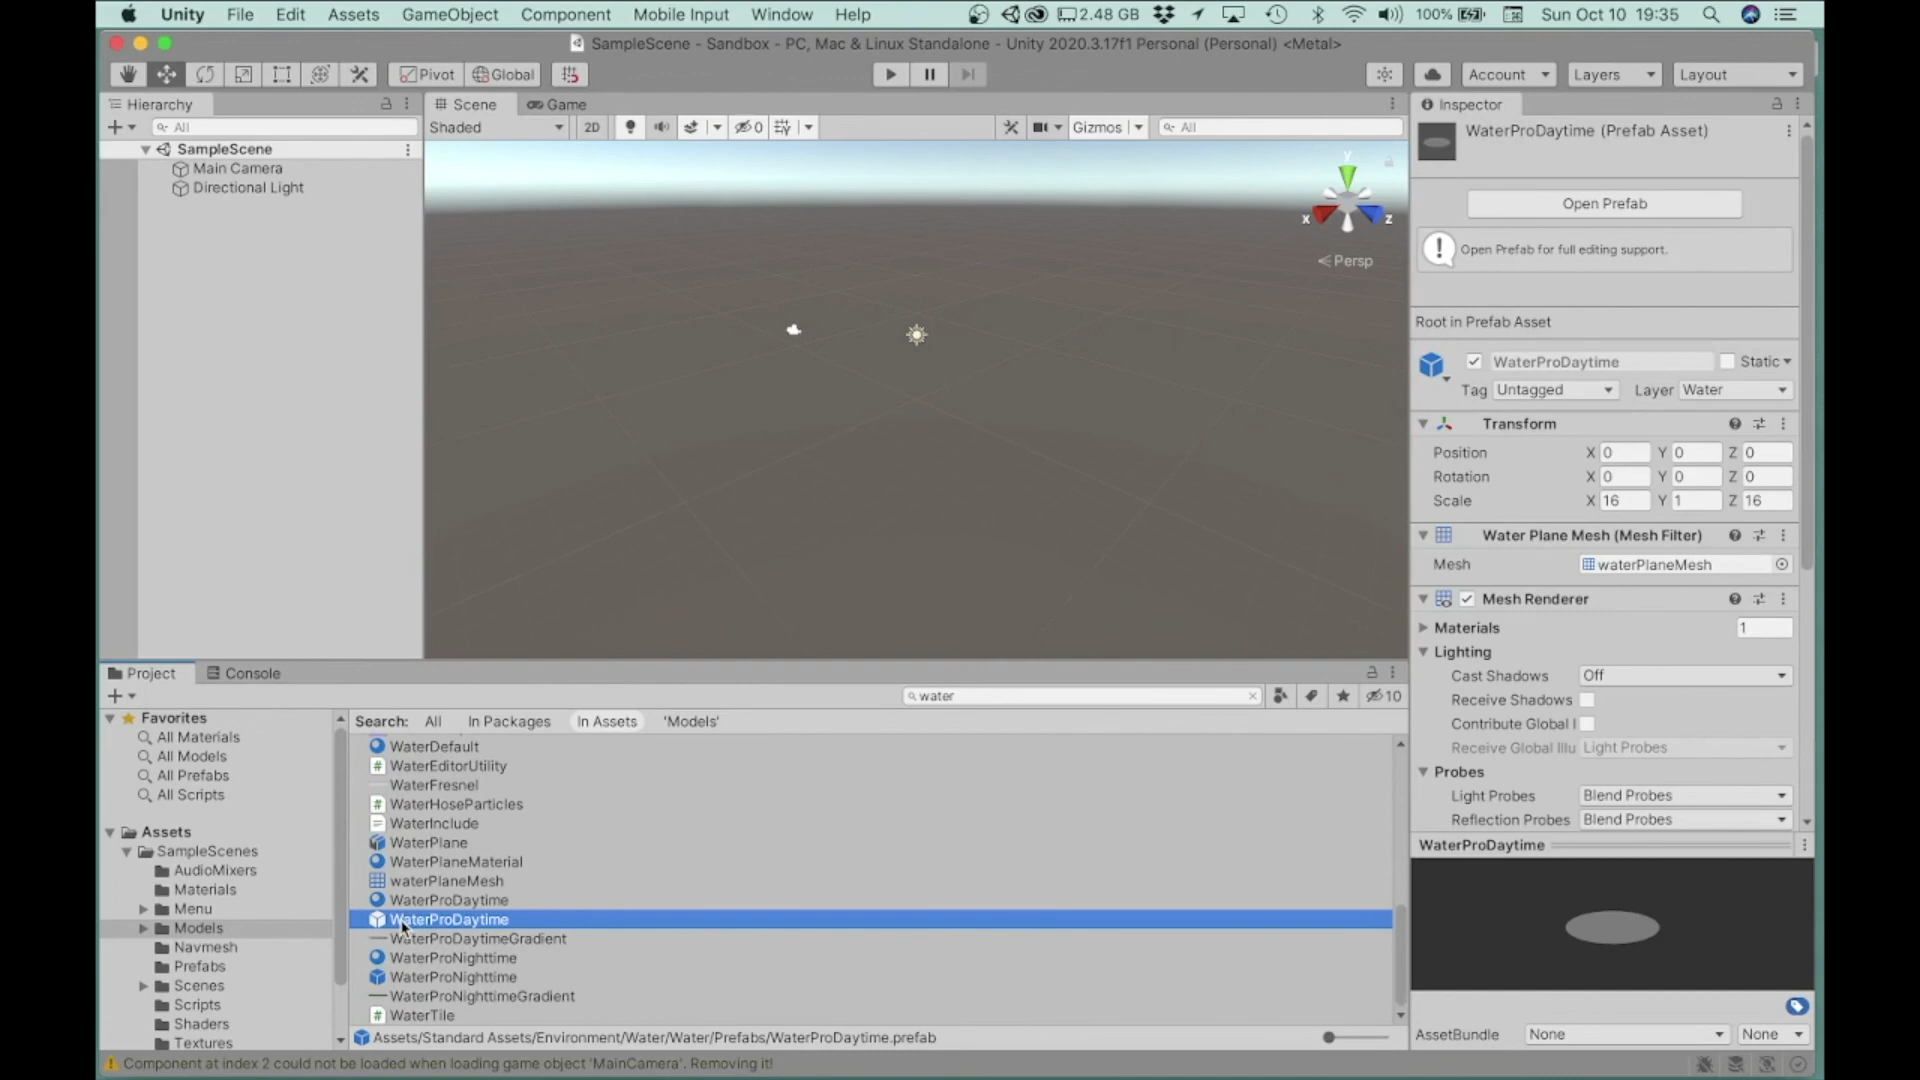 Unity File Edit Assets GameObject Component Mobile Input Window Help 2.48 GB 100% Sun Oct 10 19:35
SampleScene - Sandbox - PC, Mac & Linux Standalone - Unity 2020.3.17f1 Personal (Personal) <Metal>
Pivot Global Account Layers Layout
Hierarchy
All
SampleScene
Main Camera
Directional Light
Scene Game
Shaded 2D 0 Gizmos All
y
x z
Persp
Inspector
WaterProDaytime (Prefab Asset)
Open Prefab
Open Prefab for full editing support.
Root in Prefab Asset
WaterProDaytime Static
Tag Untagged Layer Water
Transform
Position X 0 Y 0 Z 0
Rotation X 0 Y 0 Z 0
Scale X 16 Y 1 Z 16
Water Plane Mesh (Mesh Filter)
Mesh waterPlaneMesh
Mesh Renderer
Materials 1
Lighting
Cast Shadows Off
Receive Shadows
Contribute Global I
Receive Global Illu Light Probes
Probes
Light Probes Blend Probes
Reflection Probes Blend Probes
WaterProDaytime
AssetBundle None None
Project Console
water 10
Favorites
All Materials
All Models
All Prefabs
All Scripts
Assets
SampleScenes
AudioMixers
Materials
Menu
Models
Navmesh
Prefabs
Scenes
Scripts
Shaders
Textures
Search: All In Packages In Assets 'Models'
WaterDefault
WaterEditorUtility
WaterFresnel
WaterHoseParticles
WaterInclude
WaterPlane
WaterPlaneMaterial
waterPlaneMesh
WaterProDaytime
WaterProDaytime
WaterProDaytimeGradient
WaterProNighttime
WaterProNighttime
WaterProNighttimeGradient
WaterTile
Assets/Standard Assets/Environment/Water/Water/Prefabs/WaterProDaytime.prefab
Component at index 2 could not be loaded when loading game object 'MainCamera'. Removing it!